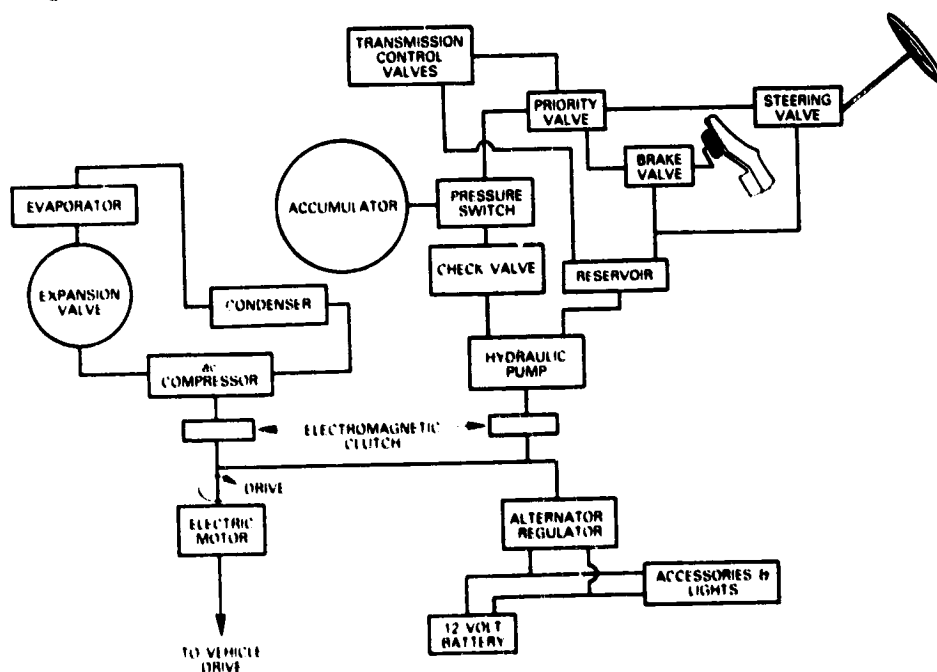 TRANSMISSION
CONTROL
VALVES
PRIORITY
VALVE
STEERING
VALVE
BRAKE
VALVE
EVAPORATOR
ACCUMULATOR
PRESSURE
SWITCH
CHECK VALVE
RESERVOIR
EXPANSION
VALVE
CONDENSER
HYDRAULIC
PUMP
ac
COMPRESSOR
ELECTROMAGNETIC
CLUTCH
DRIVE
ELECTRIC
MOTOR
ALTERNATOR
REGULATOR
ACCESSORIES &
LIGHTS
12 VOLT
BATTERY
TO VEHICLE
DRIVE